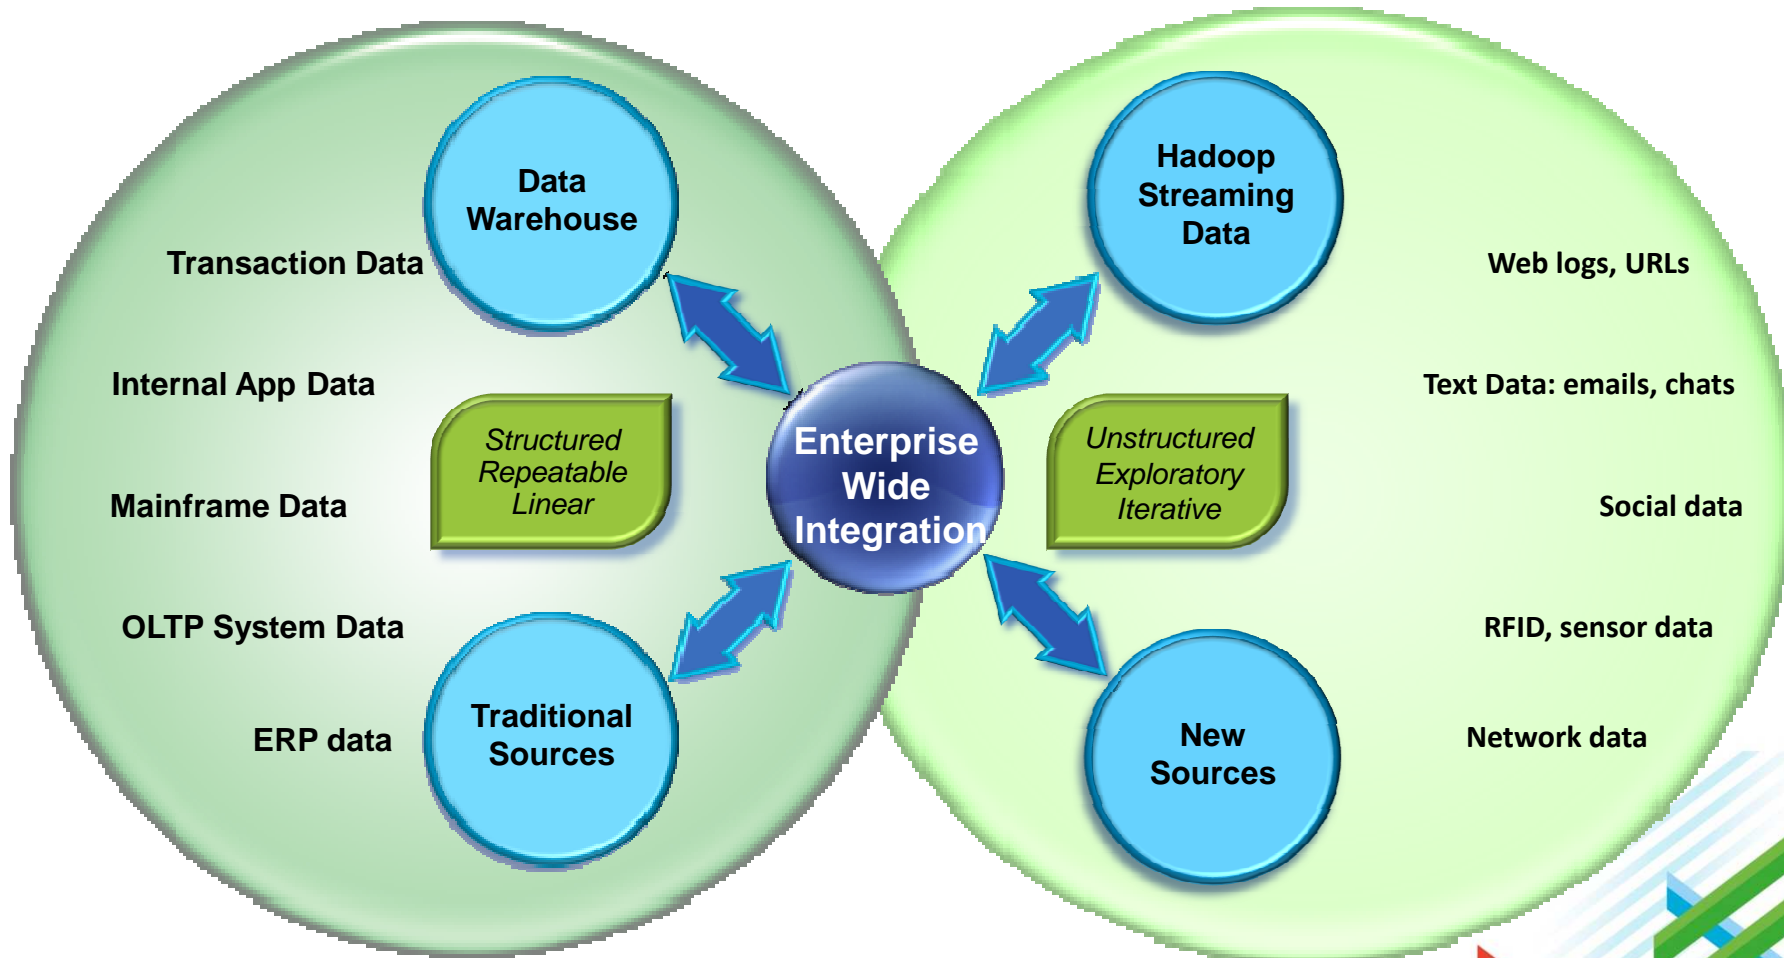 Data
Warehouse
Transaction Data
Internal App Data
Structured
Repeatable
Linear
Mainframe Data
OLTP System Data
Traditional
Sources
ERP data
Enterprise
Wide
Integration
Hadoop
Streaming
Data
Web logs, URLs
Text Data: emails, chats
Unstructured
Exploratory
Iterative
Social data
RFID, sensor data
New
Sources
Network data